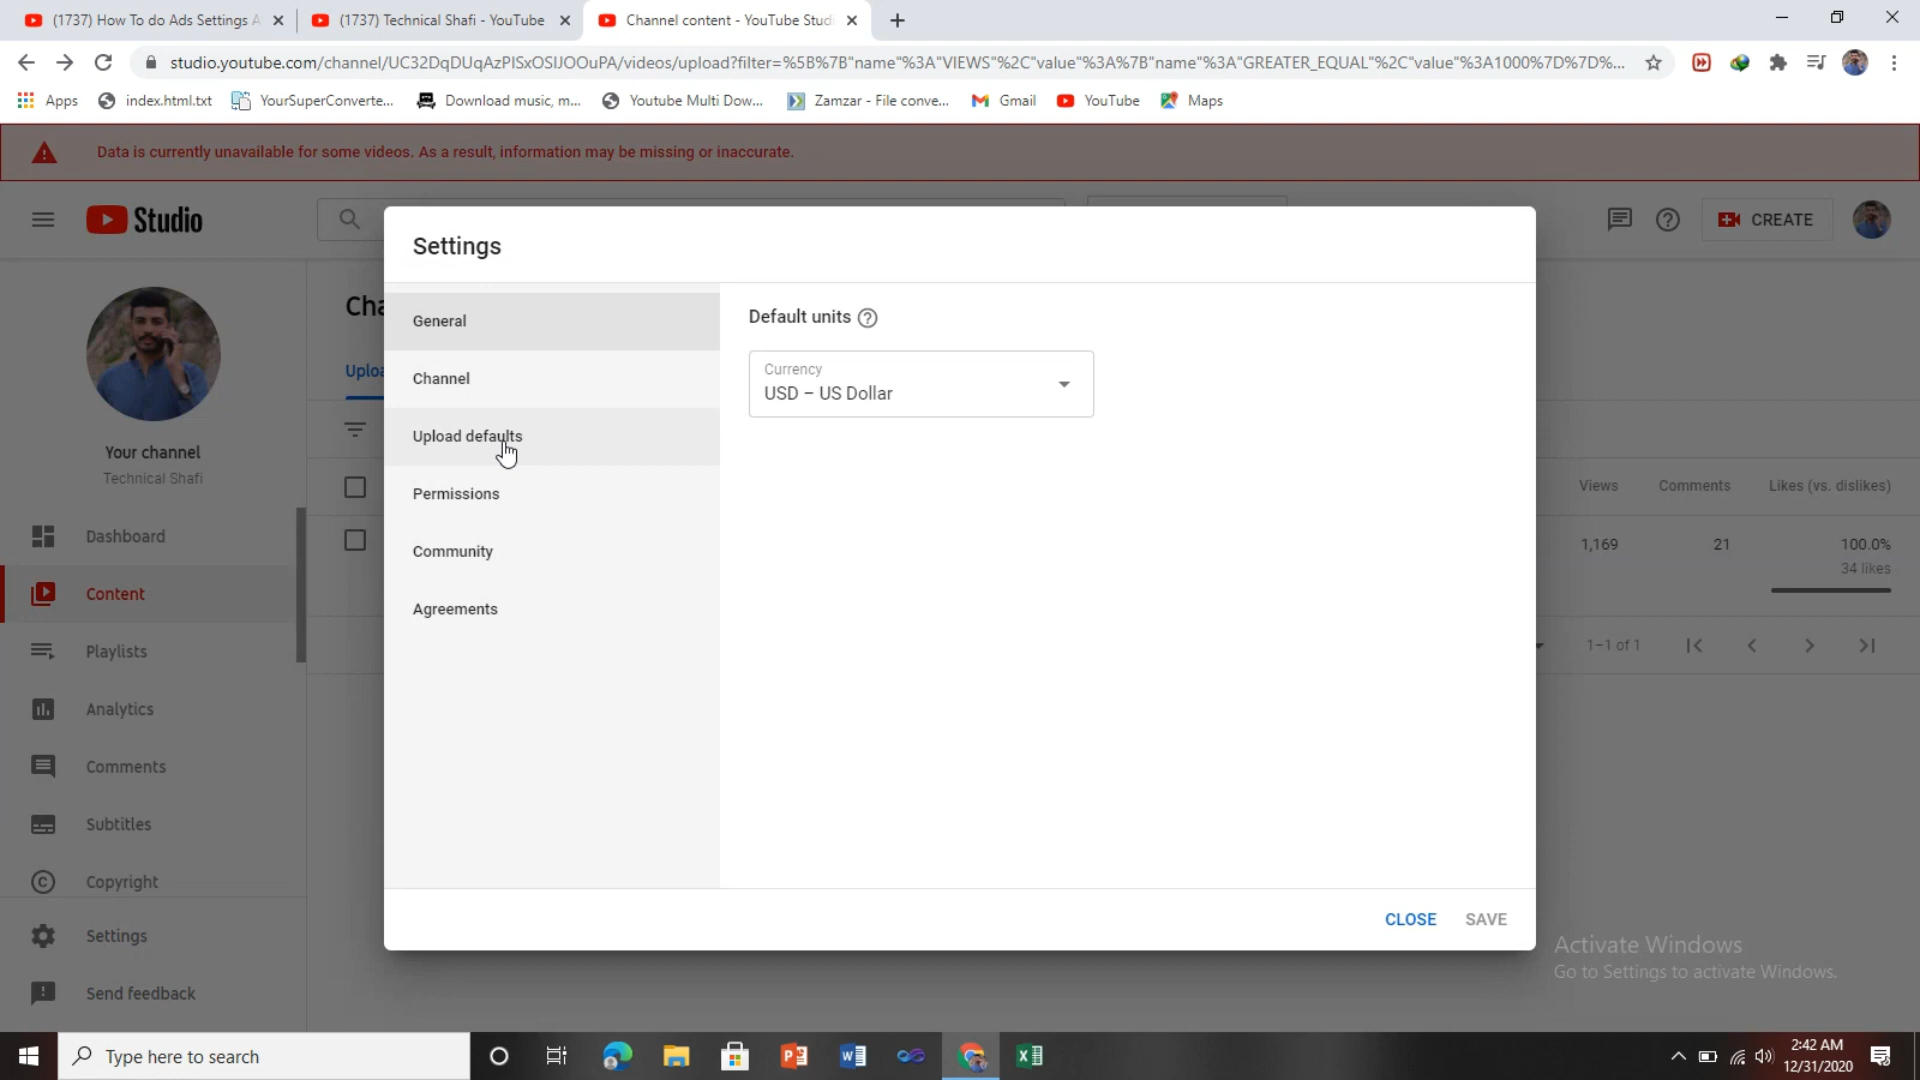 (1737) How To do Ads Settings A
(1737) Technical Shafi - YouTube
Channel content - YouTube Studi
studio.youtube.com/channel/UC32DqDUqAzPISxOSIJOOuPA/videos/upload?filter=%5B%7B"name"%3A"VIEWS"%2C"value"%3A%7B"name"%3A"GREATER_EQUAL"%2C"value"%3A1000%7D%7D%...
Apps
index.html.txt
YourSuperConverte...
Download music, m...
Youtube Multi Dow...
Zamzar - File conve...
Gmail
YouTube
Maps
Data is currently unavailable for some videos. As a result, information may be missing or inaccurate.
Studio
CREATE
Settings
Cha
General
Default units
Uploa
Channel
Currency
USD – US Dollar
Upload defaults
Your channel
Technical Shafi
Permissions
Views
Comments
Likes (vs. dislikes)
Dashboard
Community
1,169
21
100.0%
34 likes
Content
Agreements
Playlists
1–1 of 1
Analytics
Comments
Subtitles
Copyright
CLOSE
SAVE
Settings
Activate Windows
Go to Settings to activate Windows.
Send feedback
Type here to search
2:42 AM
12/31/2020